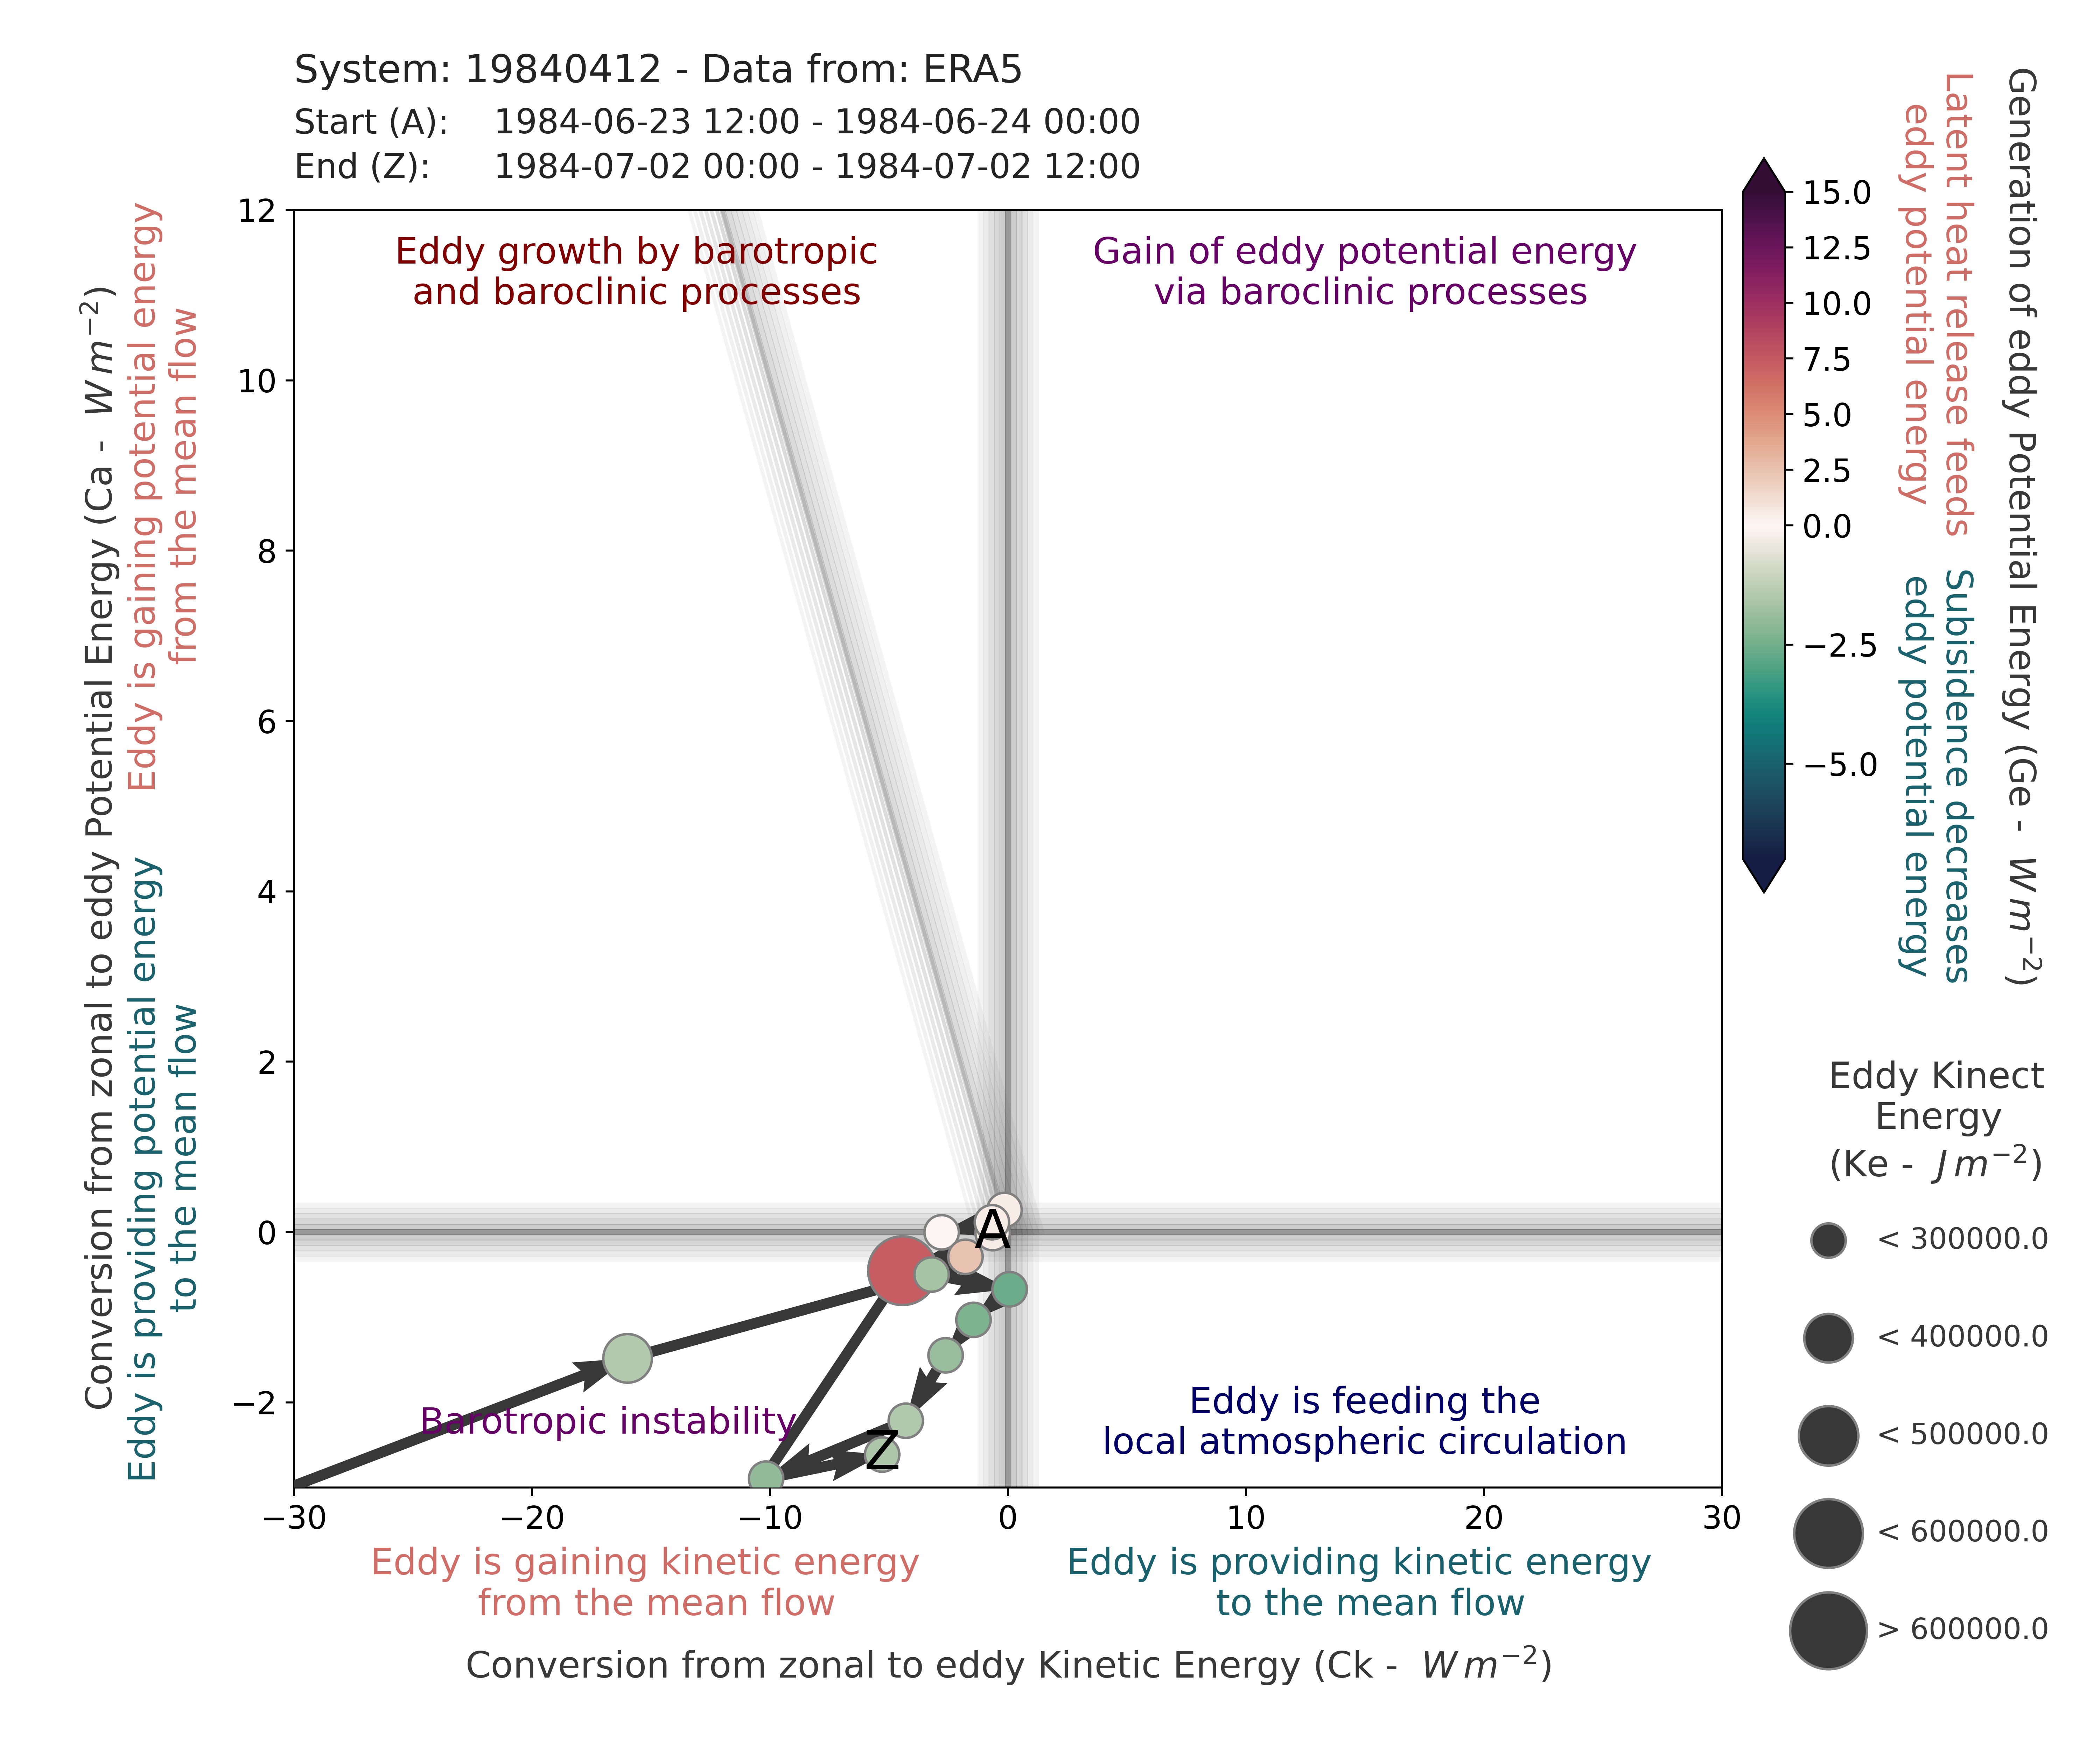 System: 19840412 - Data from: ERA5
Start (A): 1984-06-23 12:00 - 1984-06-24 00:00
End (Z): 1984-07-02 00:00 - 1984-07-02 12:00
Conversion from zonal to eddy Potential Energy (Ca - W m⁻²)
Eddy is gaining potential energy
from the mean flow
Eddy is providing potential energy
to the mean flow
12
10
8
6
4
2
0
−2
Eddy growth by barotropic
and baroclinic processes
Gain of eddy potential energy
via baroclinic processes
A
Barotropic instability
Z
Eddy is feeding the
local atmospheric circulation
−30
−20
−10
0
10
20
30
Eddy is gaining kinetic energy
from the mean flow
Eddy is providing kinetic energy
to the mean flow
Conversion from zonal to eddy Kinetic Energy (Ck - W m⁻²)
15.0
12.5
10.0
7.5
5.0
2.5
0.0
−2.5
−5.0
Latent heat release feeds
eddy potential energy
Subisidence decreases
eddy potential energy
Generation of eddy Potential Energy (Ge - W m⁻²)
Eddy Kinect
Energy
(Ke - J m⁻²)
< 300000.0
< 400000.0
< 500000.0
< 600000.0
> 600000.0